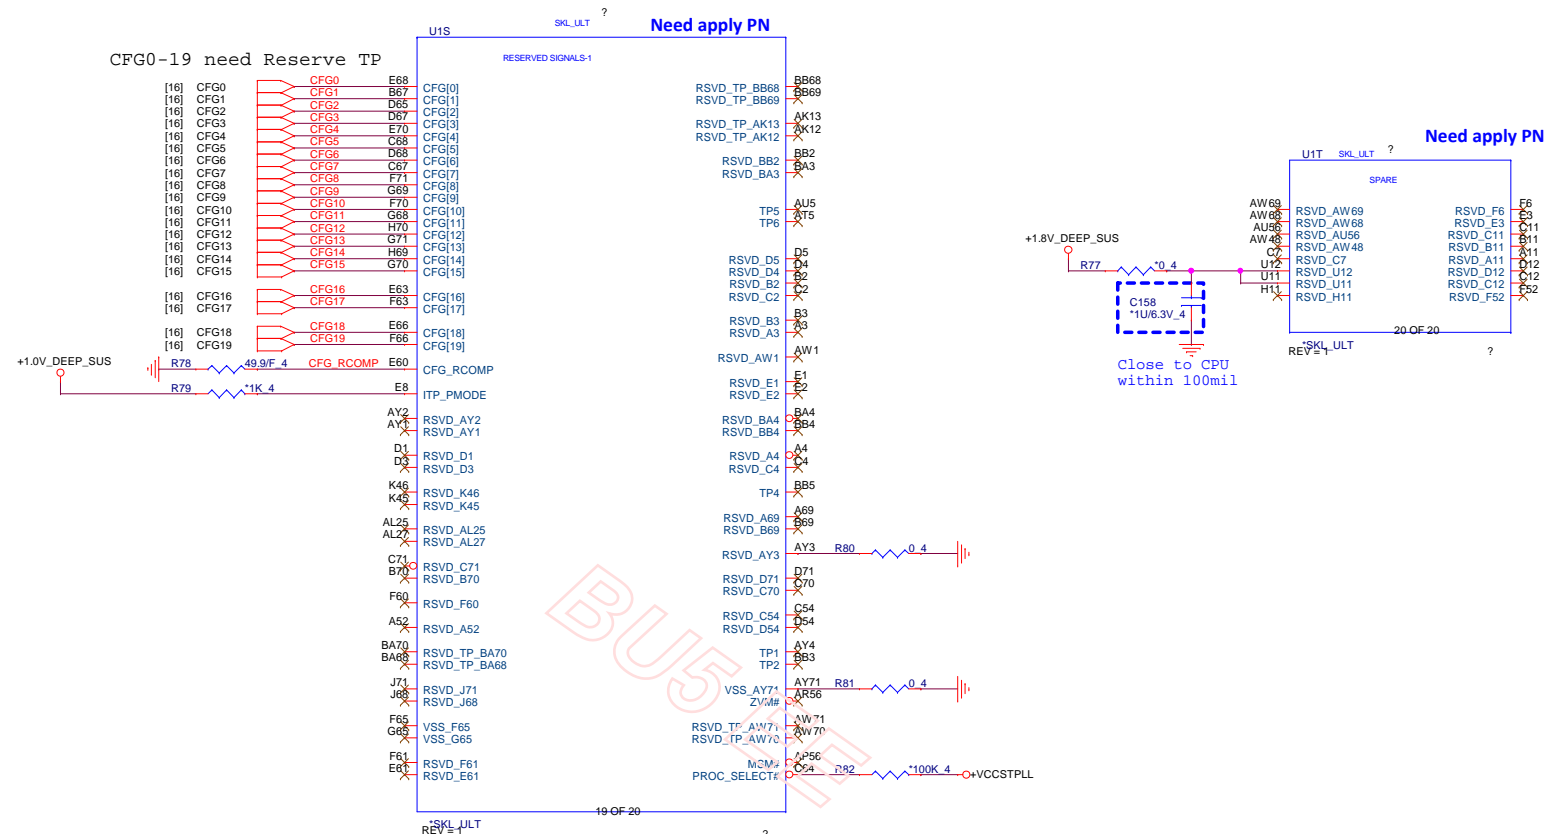 ?
SKL_ULT
Need apply PN
U1S
CFG0-19 need Reserve TP
RESERVED SIGNALS-1
[16] CFG0 CFG0 E68 CFG[0]
[16] CFG1 CFG1 B67 CFG[1]
[16] CFG2 CFG2 D65 CFG[2]
[16] CFG3 CFG3 D67 CFG[3]
[16] CFG4 CFG4 E70 CFG[4]
[16] CFG5 CFG5 C68 CFG[5]
[16] CFG6 CFG6 D68 CFG[6]
[16] CFG7 CFG7 C67 CFG[7]
[16] CFG8 CFG8 F71 CFG[8]
[16] CFG9 CFG9 G69 CFG[9]
[16] CFG10 CFG10 F70 CFG[10]
[16] CFG11 CFG11 G68 CFG[11]
[16] CFG12 CFG12 H70 CFG[12]
[16] CFG13 CFG13 G71 CFG[13]
[16] CFG14 CFG14 H69 CFG[14]
[16] CFG15 CFG15 G70 CFG[15]
[16] CFG16 CFG16 E63 CFG[16]
[16] CFG17 CFG17 F63 CFG[17]
[16] CFG18 CFG18 E66 CFG[18]
[16] CFG19 CFG19 F66 CFG[19]
+1.0V_DEEP_SUS
R78 49.9/F_4 CFG_RCOMP E60 CFG_RCOMP
R79 *1K_4 E8 ITP_PMODE
AY2 RSVD_AY2
AY1 RSVD_AY1
D1 RSVD_D1
D3 RSVD_D3
K46 RSVD_K46
K45 RSVD_K45
AL25 RSVD_AL25
AL27 RSVD_AL27
C71 RSVD_C71
B70 RSVD_B70
F60 RSVD_F60
A52 RSVD_A52
BA70 RSVD_TP_BA70
BA68 RSVD_TP_BA68
J71 RSVD_J71
J68 RSVD_J68
F65 VSS_F65
G65 VSS_G65
F61 RSVD_F61
E61 RSVD_E61
RSVD_TP_BB68 BB68
RSVD_TP_BB69 BB69
RSVD_TP_AK13 AK13
RSVD_TP_AK12 AK12
RSVD_BB2 BB2
RSVD_BA3 BA3
TP5 AU5
TP6 AT5
RSVD_D5 D5
RSVD_D4 D4
RSVD_B2 B2
RSVD_C2 C2
RSVD_B3 B3
RSVD_A3 A3
RSVD_AW1 AW1
RSVD_E1 E1
RSVD_E2 E2
RSVD_BA4 BA4
RSVD_BB4 BB4
RSVD_A4 A4
RSVD_C4 C4
TP4 BB5
RSVD_A69 A69
RSVD_B69 B69
RSVD_AY3 AY3 R80 0_4
RSVD_D71 D71
RSVD_C70 C70
RSVD_C54 C54
RSVD_D54 D54
TP1 AY4
TP2 BB3
VSS_AY71 AY71 R81 0_4
ZVM# AR56
RSVD_TP_AW71 AW71
RSVD_TP_AW70 AW70
MSM# AP56
PROC_SELECT# C64 R82 *100K_4 +VCCSTPLL
BU5 EE
19 OF 20
*SKL_ULT
REV = 1
?
Need apply PN
U1T SKL_ULT ?
SPARE
AW69 RSVD_AW69 RSVD_F6 F6
AW68 RSVD_AW68 RSVD_E3 E3
AU56 RSVD_AU56 RSVD_C11 C11
AW48 RSVD_AW48 RSVD_B11 B11
C7 RSVD_C7 RSVD_A11 A11
U12 RSVD_U12 RSVD_D12 D12
U11 RSVD_U11 RSVD_C12 C12
H11 RSVD_H11 RSVD_F52 F52
+1.8V_DEEP_SUS
R77 *0_4
C158
*1U/6.3V_4
20 OF 20
*SKL_ULT
REV = 1
?
Close to CPU
within 100mil